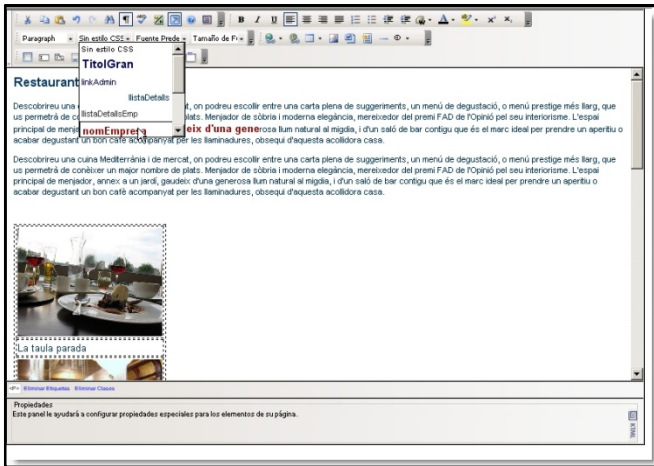 Paragraph Sin estilo CSS Fuente Prede Tamaño de F
Sin estilo CSS
TitolGran
linkAdmin
llistaDetails
llistaDetailsEmp
nomEmpresa
Restaurant
Descobrireu una at, on podreu escollir entre una carta plena de suggeriments, un menú de degustació, o menú prestige més llarg, que
us permetrà de con plats. Menjador de sòbria i moderna elegància, mereixedor del premi FAD de l'Opinió pel seu interiorisme. L'espai
principal de menja eix d'una generosa llum natural al migdia, i d'un saló de bar contigu que és el marc ideal per prendre un aperitiu o
acabar degustant un bon cafè acompanyat per les llaminadures, obsequi d'aquesta acollidora casa.
Descobrireu una cuina Mediterrània i de mercat, on podreu escollir entre una carta plena de suggeriments, un menú de degustació, o menú prestige més llarg, que
us permetrà de conèixer un major nombre de plats. Menjador de sòbria i moderna elegància, mereixedor del premi FAD de l'Opinió pel seu interiorisme. L'espai
principal de menjador, annex a un jardí, gaudeix d'una generosa llum natural al migdia, i d'un saló de bar contigu que és el marc ideal per prendre un aperitiu o
acabar degustant un bon cafè acompanyat per les llaminadures, obsequi d'aquesta acollidora casa.
La taula parada
<P> Eliminar Etiquetas Eliminar Clases
Propiedades
Este panel le ayudará a configurar propiedades especiales para los elementos de su página.
HTML